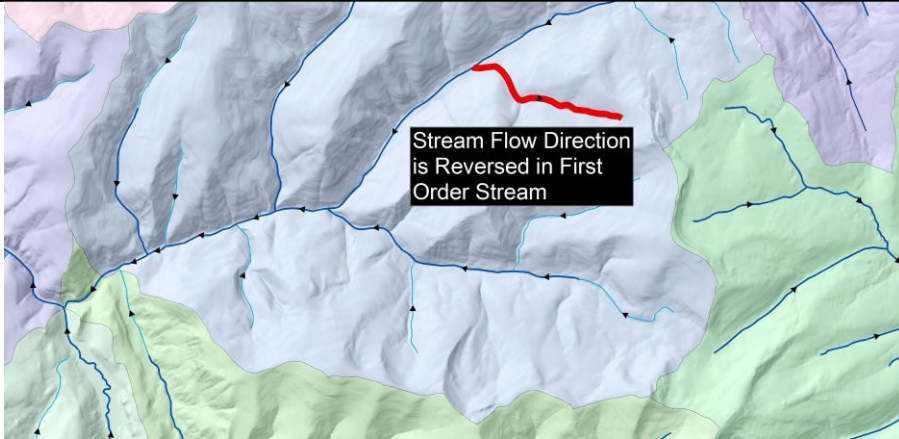 Stream Flow Direction
is Reversed in First
Order Stream